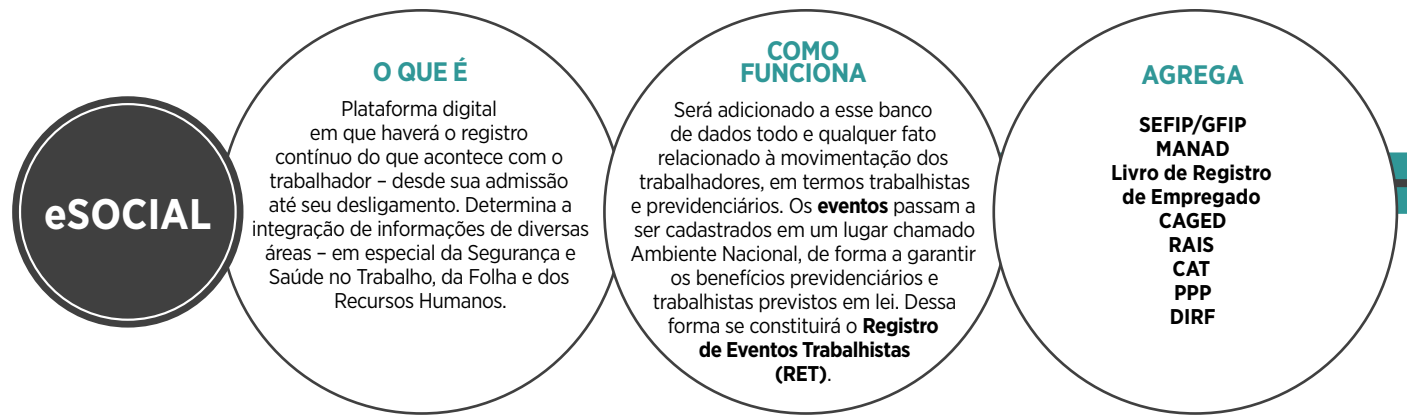 eSOCIAL
O QUE É
Plataforma digital
em que haverá o registro
contínuo do que acontece com o
trabalhador – desde sua admissão
até seu desligamento. Determina a
integração de informações de diversas
áreas – em especial da Segurança e
Saúde no Trabalho, da Folha e dos
Recursos Humanos.
COMO
FUNCIONA
Será adicionado a esse banco
de dados todo e qualquer fato
relacionado à movimentação dos
trabalhadores, em termos trabalhistas
e previdenciários. Os eventos passam a
ser cadastrados em um lugar chamado
Ambiente Nacional, de forma a garantir
os benefícios previdenciários e
trabalhistas previstos em lei. Dessa
forma se constituirá o Registro
de Eventos Trabalhistas
(RET).
AGREGA
SEFIP/GFIP
MANAD
Livro de Registro
de Empregado
CAGED
RAIS
CAT
PPP
DIRF